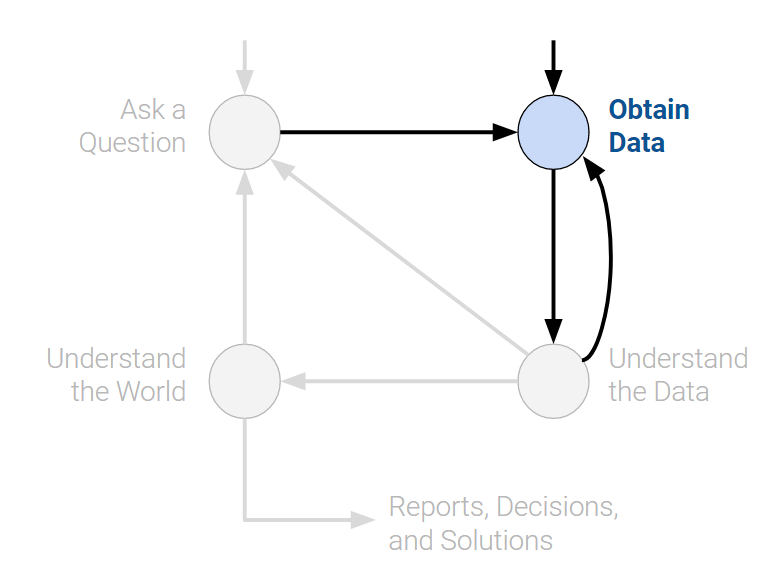 Ask a
Question
Obtain
Data
Understand
the World
Understand
the Data
Reports, Decisions,
and Solutions